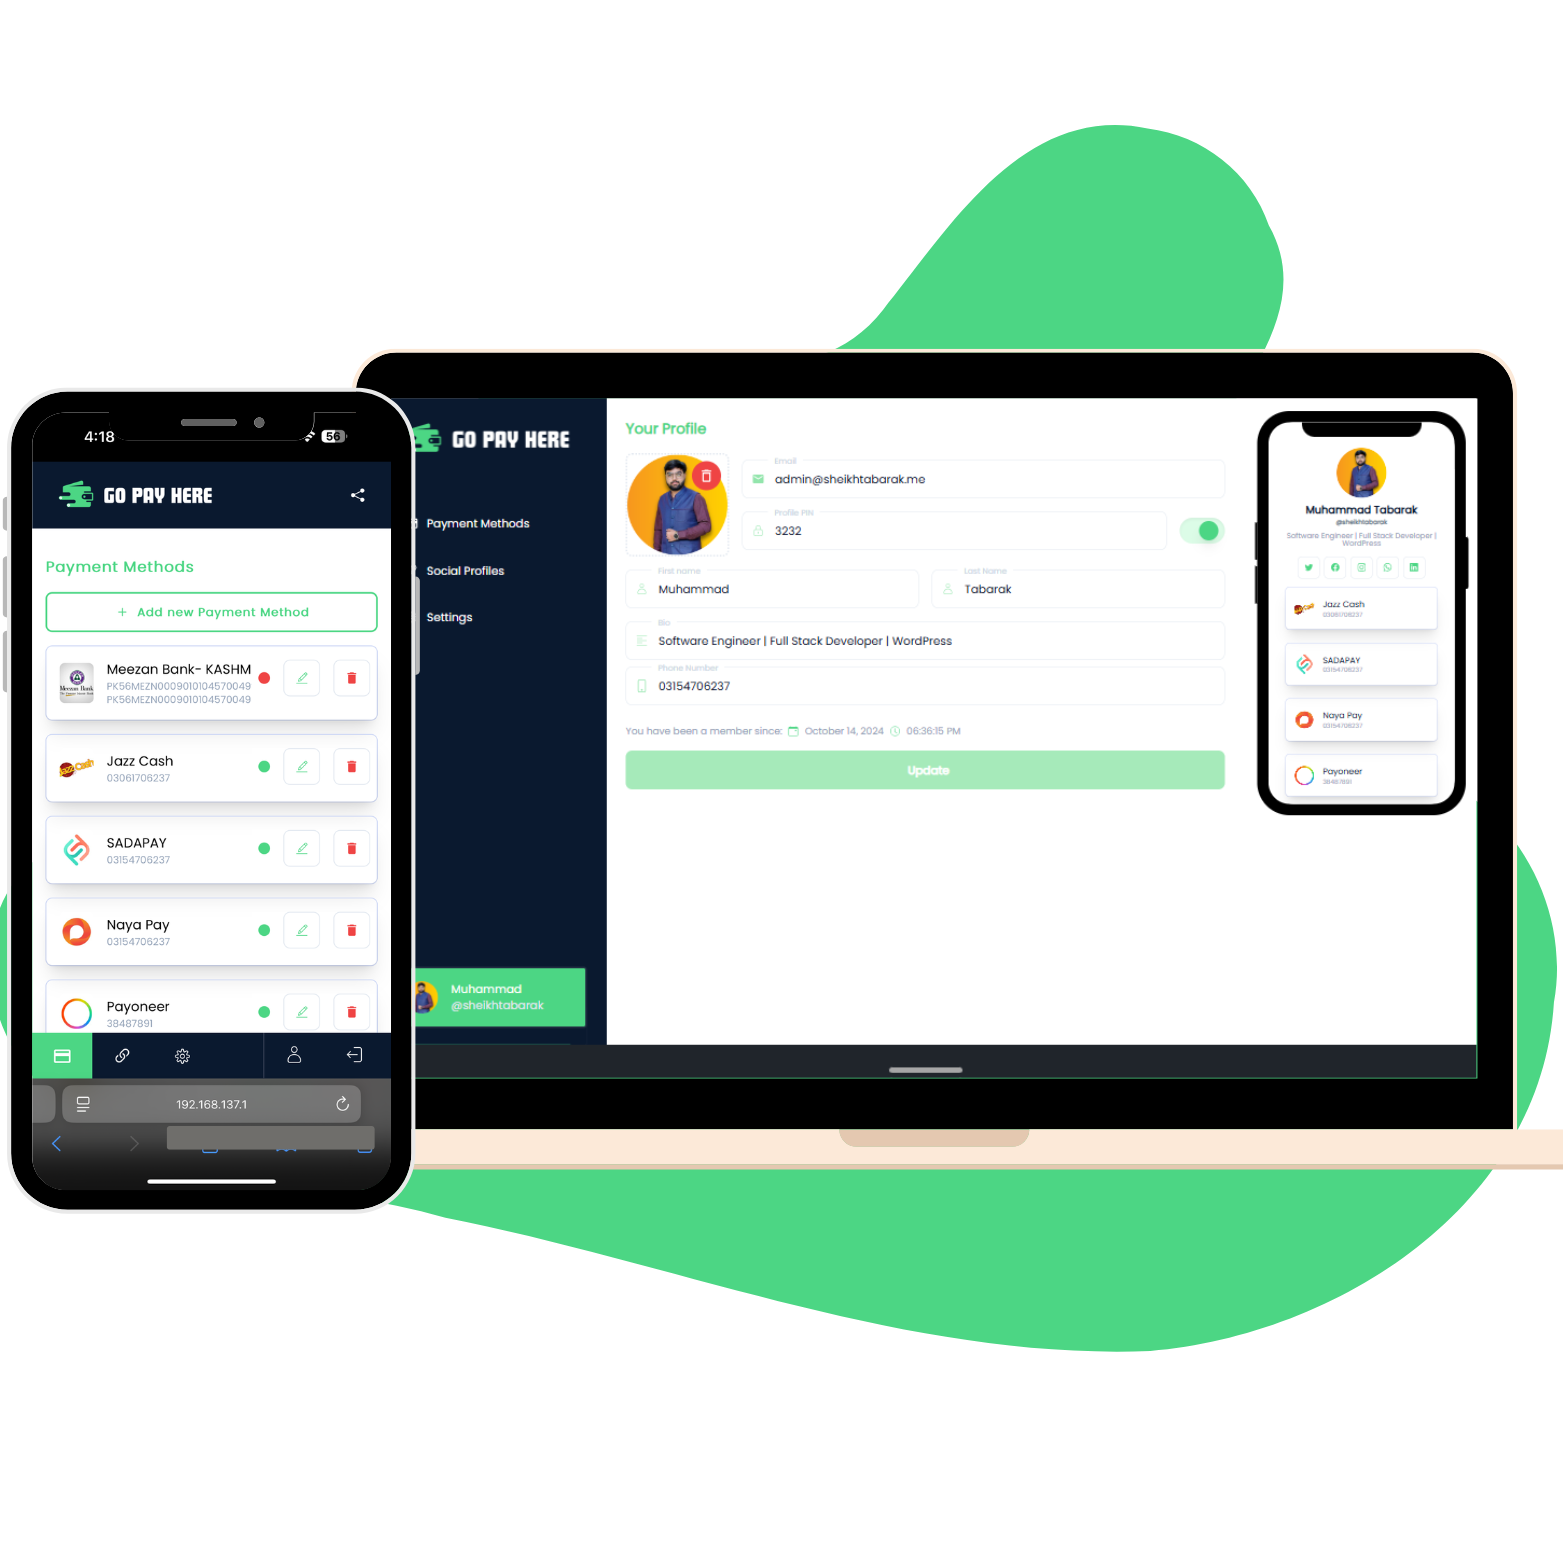 4:18
56
GO PAY HERE
Payment Methods
+ Add new Payment Method
Meezan Bank- KASHM
PK56MEZN0009010104570049
PK56MEZN0009010104570049
Meezan Bank
Jazz Cash
03061706237
Jazz Cash
SADAPAY
03154706237
Naya Pay
03154706237
Payoneer
38487891
192.168.137.1
GO PAY HERE
Payment Methods
Social Profiles
Settings
Muhammad
@sheikhtabarak
Your Profile
Email
admin@sheikhtabarak.me
Profile PIN
3232
First name
Muhammad
Last Name
Tabarak
Bio
Software Engineer | Full Stack Developer | WordPress
Phone Number
03154706237
You have been a member since: October 14, 2024 06:36:15 PM
Update
Muhammad Tabarak
@sheikhtabarak
Software Engineer | Full Stack Developer |
WordPress
Jazz Cash
03061706237
SADAPAY
03154706237
Naya Pay
03154706237
Payoneer
38487891